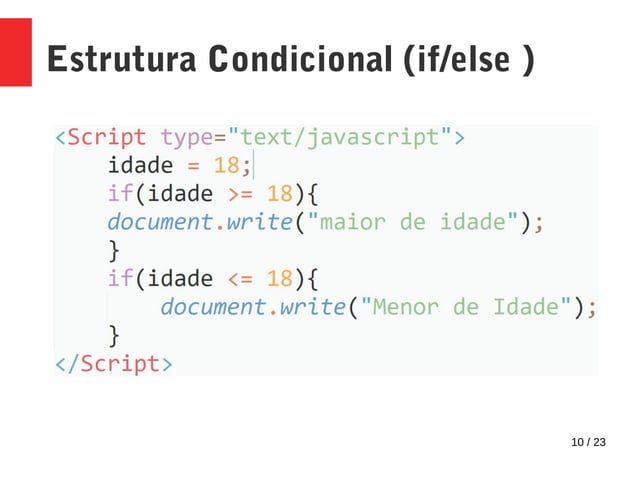 Estrutura Condicional (if/else )
<Script type="text/javascript">
    idade = 18;
    if(idade >= 18){
    document.write("maior de idade");
    }
    if(idade <= 18){
        document.write("Menor de Idade");
    }
</Script>
10 / 23